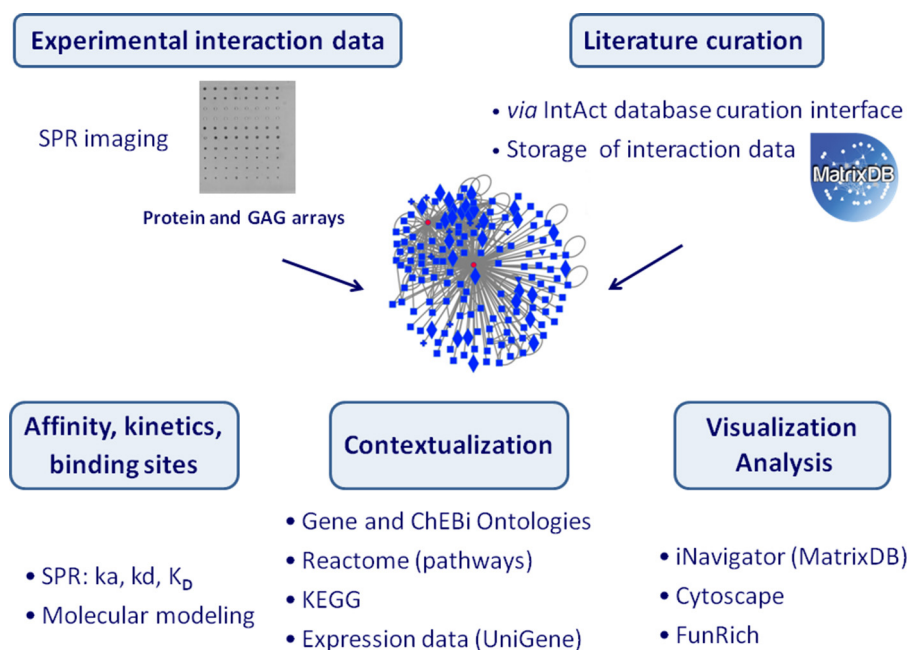 Experimental interaction data
Literature curation
SPR imaging
Protein and GAG arrays
• via IntAct database curation interface
• Storage of interaction data
MatrixDB
Affinity, kinetics,
binding sites
• SPR: ka, kd, KD
• Molecular modeling
Contextualization
• Gene and ChEBi Ontologies
• Reactome (pathways)
• KEGG
• Expression data (UniGene)
Visualization
Analysis
• iNavigator (MatrixDB)
• Cytoscape
• FunRich